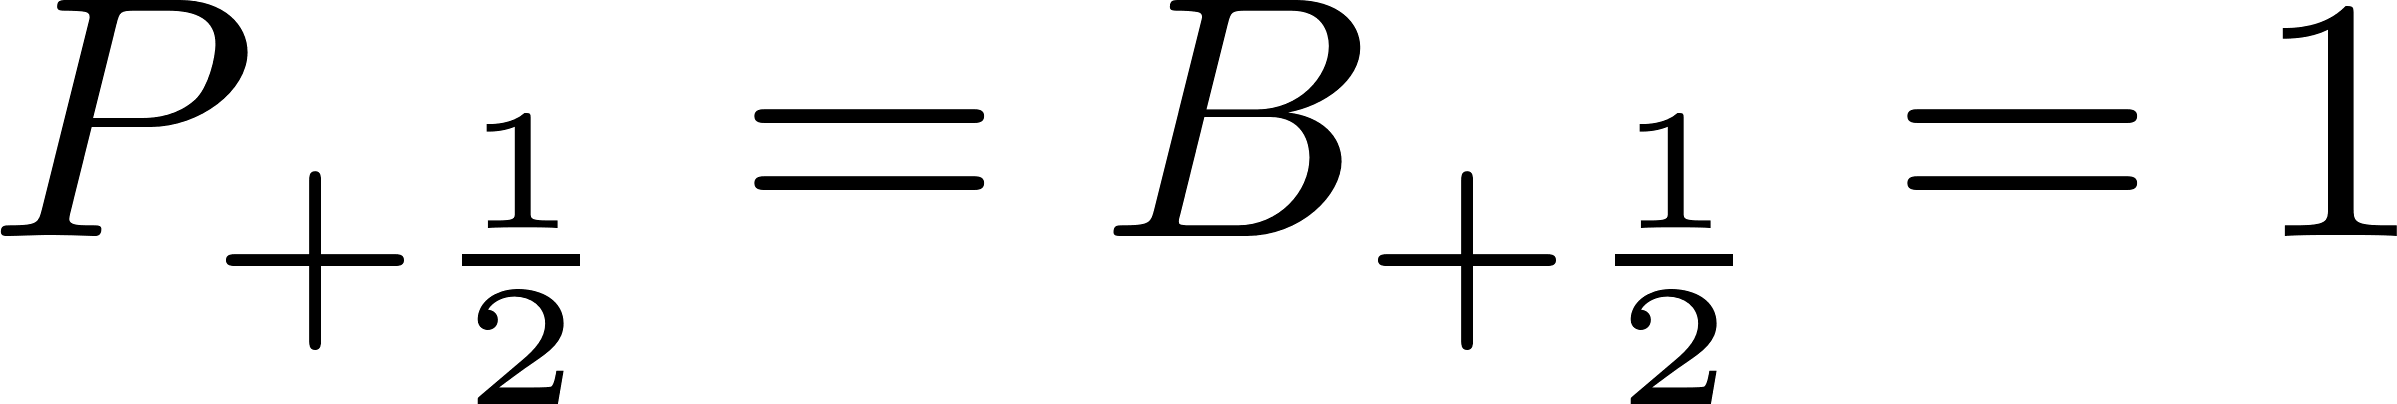 P_{+\frac{1}{2}} = B_{+\frac{1}{2}} = 1